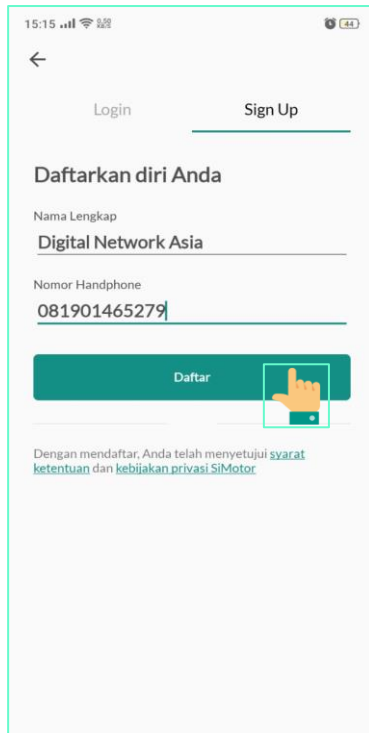 15:15
44
Login
Sign Up
Daftarkan diri Anda
Nama Lengkap
Digital Network Asia
Nomor Handphone
081901465279
Daftar
Dengan mendaftar, Anda telah menyetujui syarat
ketentuan dan kebijakan privasi SiMotor